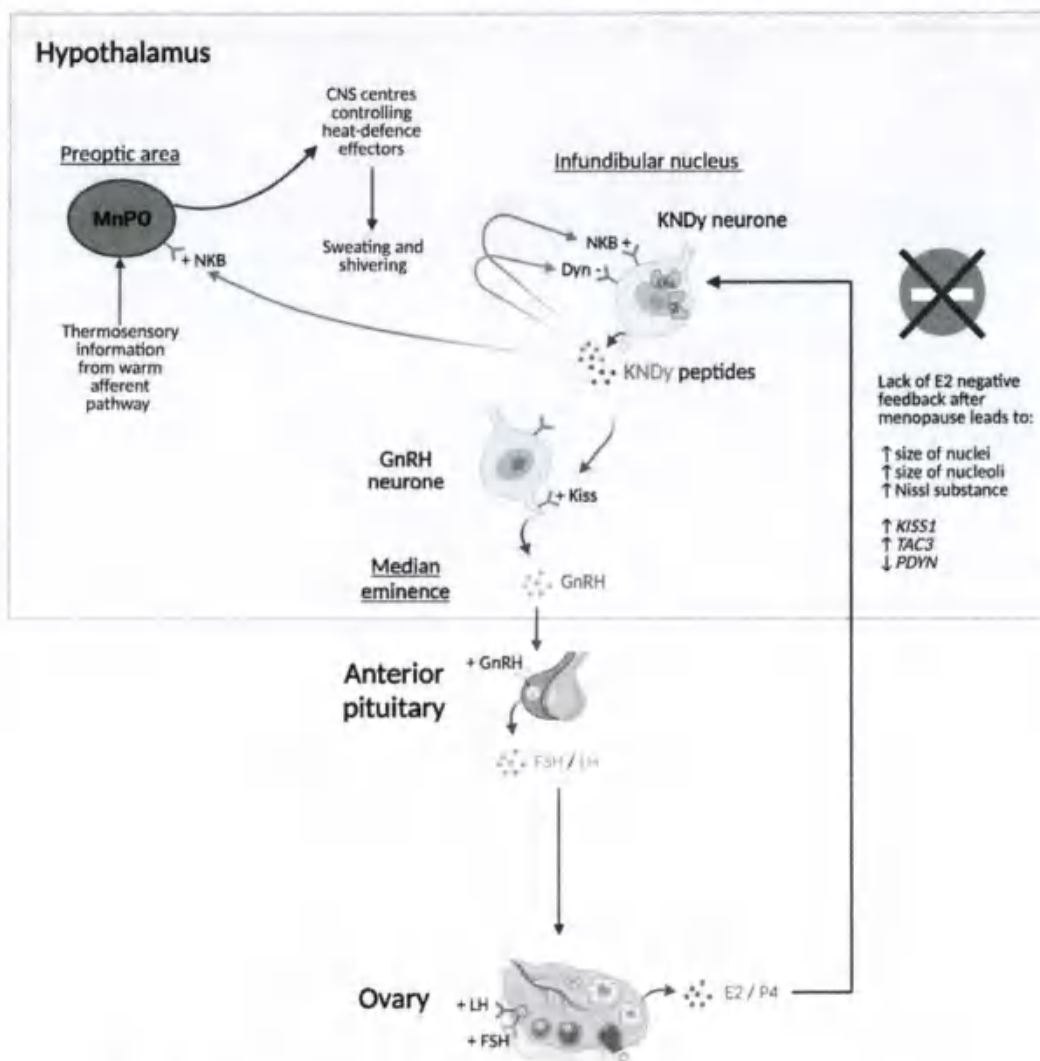 Hypothalamus
CNS centres
controlling
heat-defence
effectors
Preoptic area
MnPO
+ NKB
Sweating and
shivering
Thermosensory
information
from warm
afferent
pathway
Infundibular nucleus
KNDy neurone
NKB +
Dyn -
KNDy peptides
GnRH
neurone
+ Kiss
Median
eminence
GnRH
Lack of E2 negative
feedback after
menopause leads to:
↑ size of nuclei
↑ size of nucleoli
↑ Nissl substance
↑ KISS1
↑ TAC3
↓ PDYN
+ GnRH
Anterior
pituitary
FSH / LH
Ovary
+ LH
+ FSH
E2 / P4